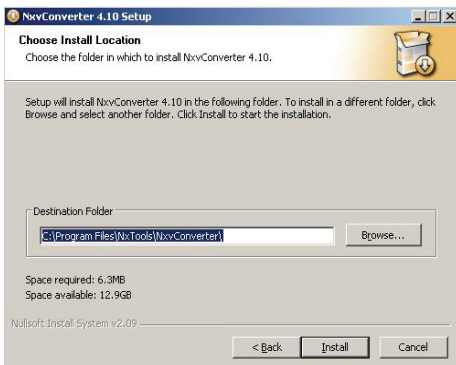 NxvConverter 4.10 Setup
Choose Install Location
Choose the folder in which to install NxvConverter 4.10.
Setup will install NxvConverter 4.10 in the following folder. To install in a different folder, click
Browse and select another folder. Click Install to start the installation.
Destination Folder
C:\Program Files\NxTools\NxvConverter\
Browse...
Space required: 6.3MB
Space available: 12.9GB
Nullsoft Install System v2.09
< Back
Install
Cancel